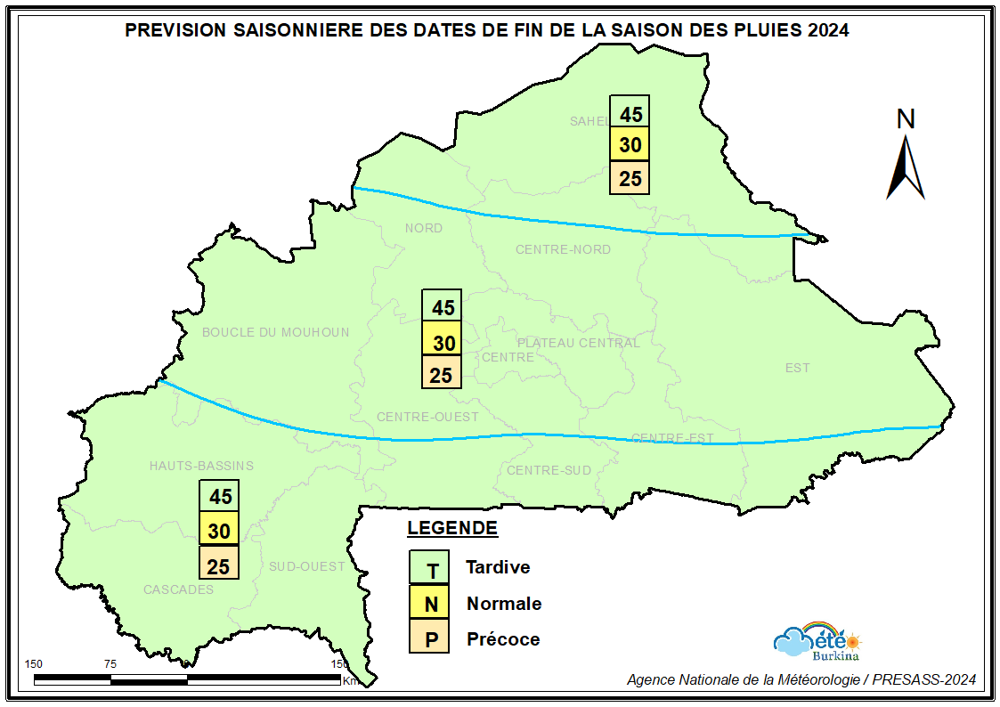 PREVISION SAISONNIERE DES DATES DE FIN DE LA SAISON DES PLUIES 2024
N
SAHEL
45
30
25
NORD
CENTRE-NORD
45
30
25
BOUCLE DU MOUHOUN
PLATEAU CENTRAL
CENTRE
EST
CENTRE-OUEST
CENTRE-EST
HAUTS-BASSINS
CENTRE-SUD
45
30
25
SUD-OUEST
CASCADES
LEGENDE
T Tardive
N Normale
P Précoce
150 75 0 150
Km
Météo
Burkina
Agence Nationale de la Météorologie / PRESASS-2024